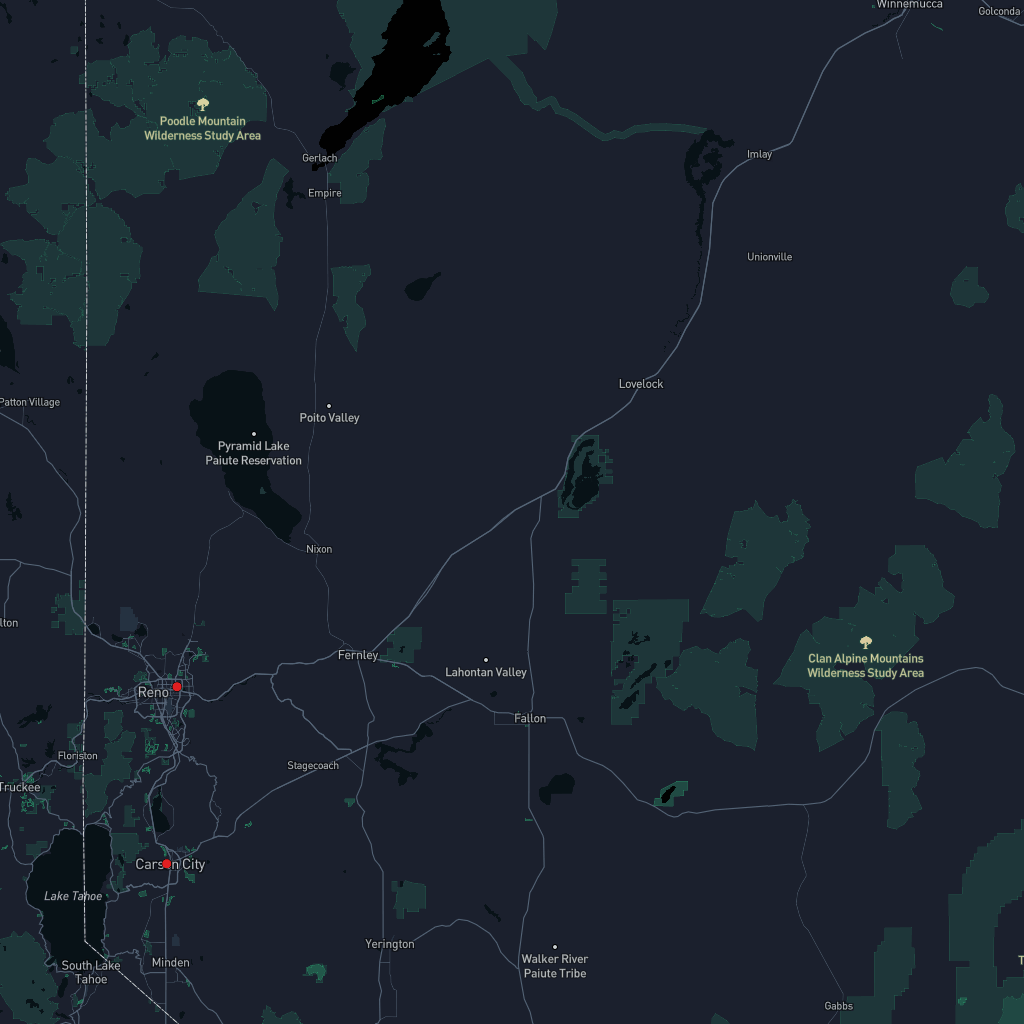 Winnemucca
Golconda
Poodle Mountain
Wilderness Study Area
Gerlach
Imlay
Empire
Unionville
Lovelock
Patton Village
Poito Valley
Pyramid Lake
Paiute Reservation
Nixon
lton
Fernley
Lahontan Valley
Clan Alpine Mountains
Wilderness Study Area
Reno
Fallon
Floriston
Stagecoach
Truckee
Carson City
Lake Tahoe
Yerington
South Lake
Tahoe
Minden
Walker River
Paiute Tribe
T
Gabbs